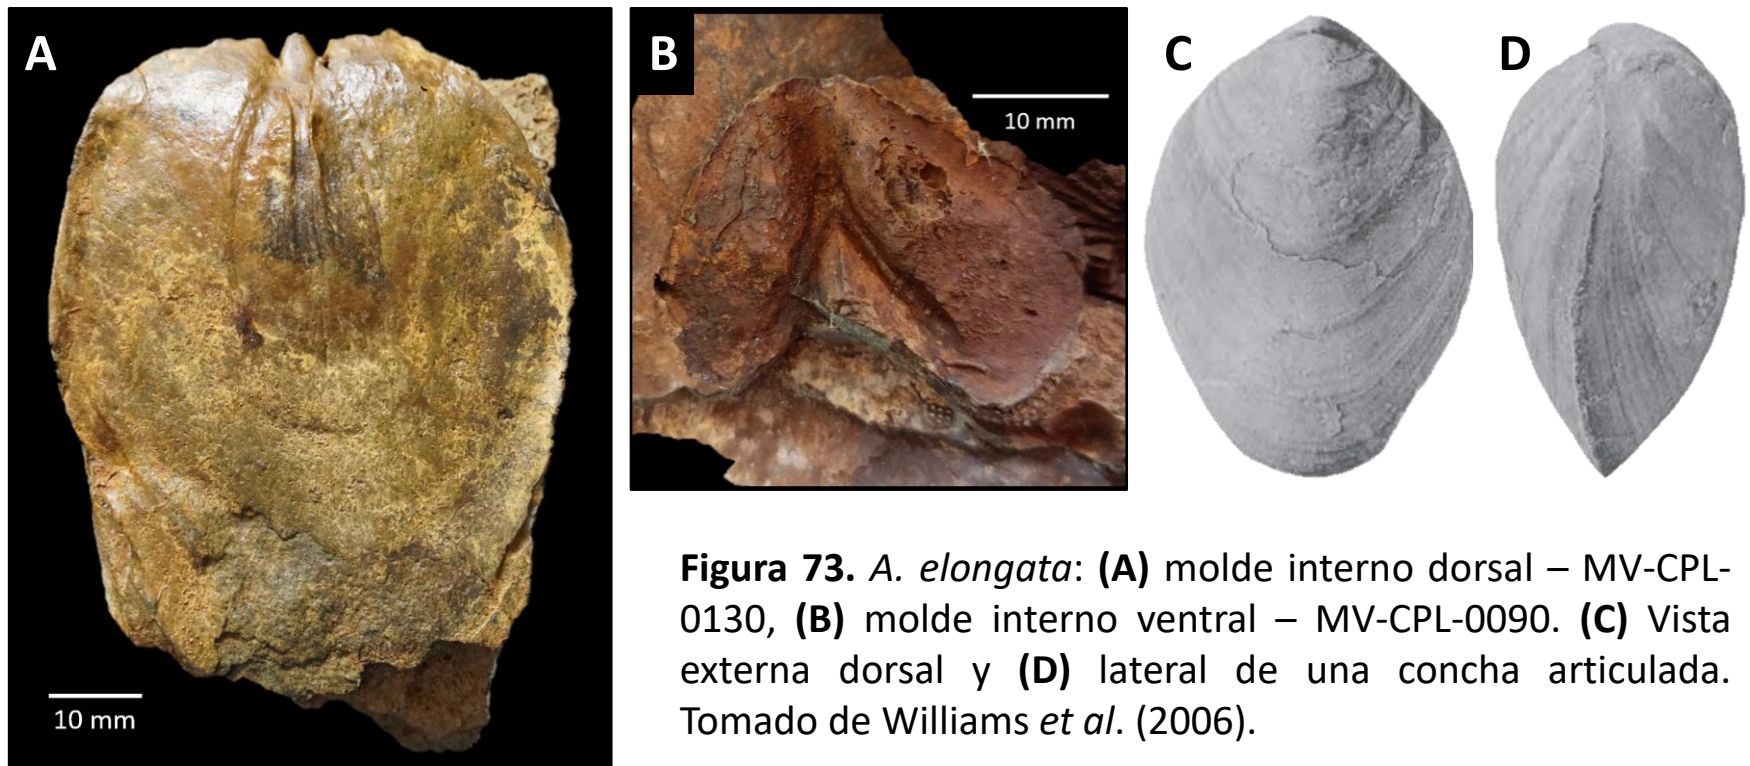 A
B
C
D
10 mm
10 mm
Figura 73. A. elongata: (A) molde interno dorsal – MV-CPL-
0130, (B) molde interno ventral – MV-CPL-0090. (C) Vista
externa dorsal y (D) lateral de una concha articulada.
Tomado de Williams et al. (2006).